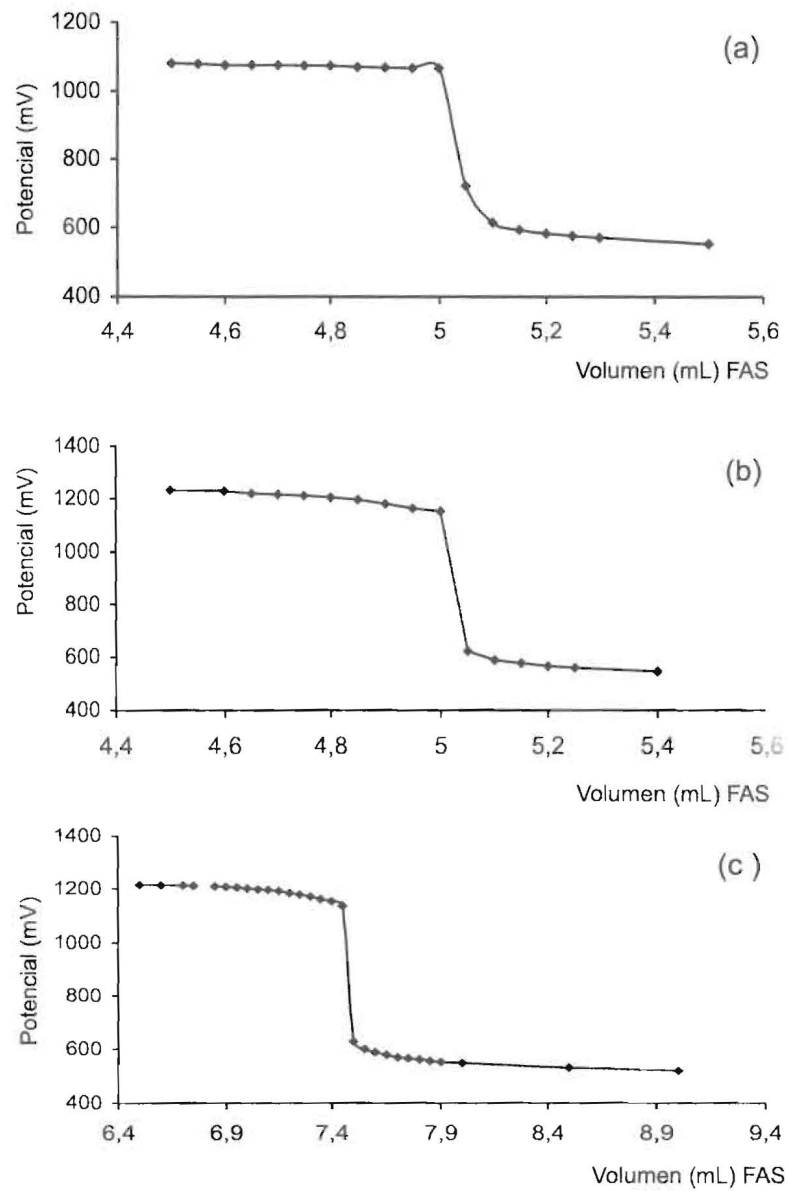 (a)
Potencial (mV)
1200
1000
800
600
400
4,4 4,6 4,8 5 5,2 5,4 5,6
Volumen (mL) FAS
(b)
Potencial (mV)
1400
1200
1000
800
600
400
4,4 4,6 4,8 5 5,2 5,4 5,6
Volumen (mL) FAS
(c )
Potencial (mV)
1400
1200
1000
800
600
400
6,4 6,9 7,4 7,9 8,4 8,9 9,4
Volumen (mL) FAS